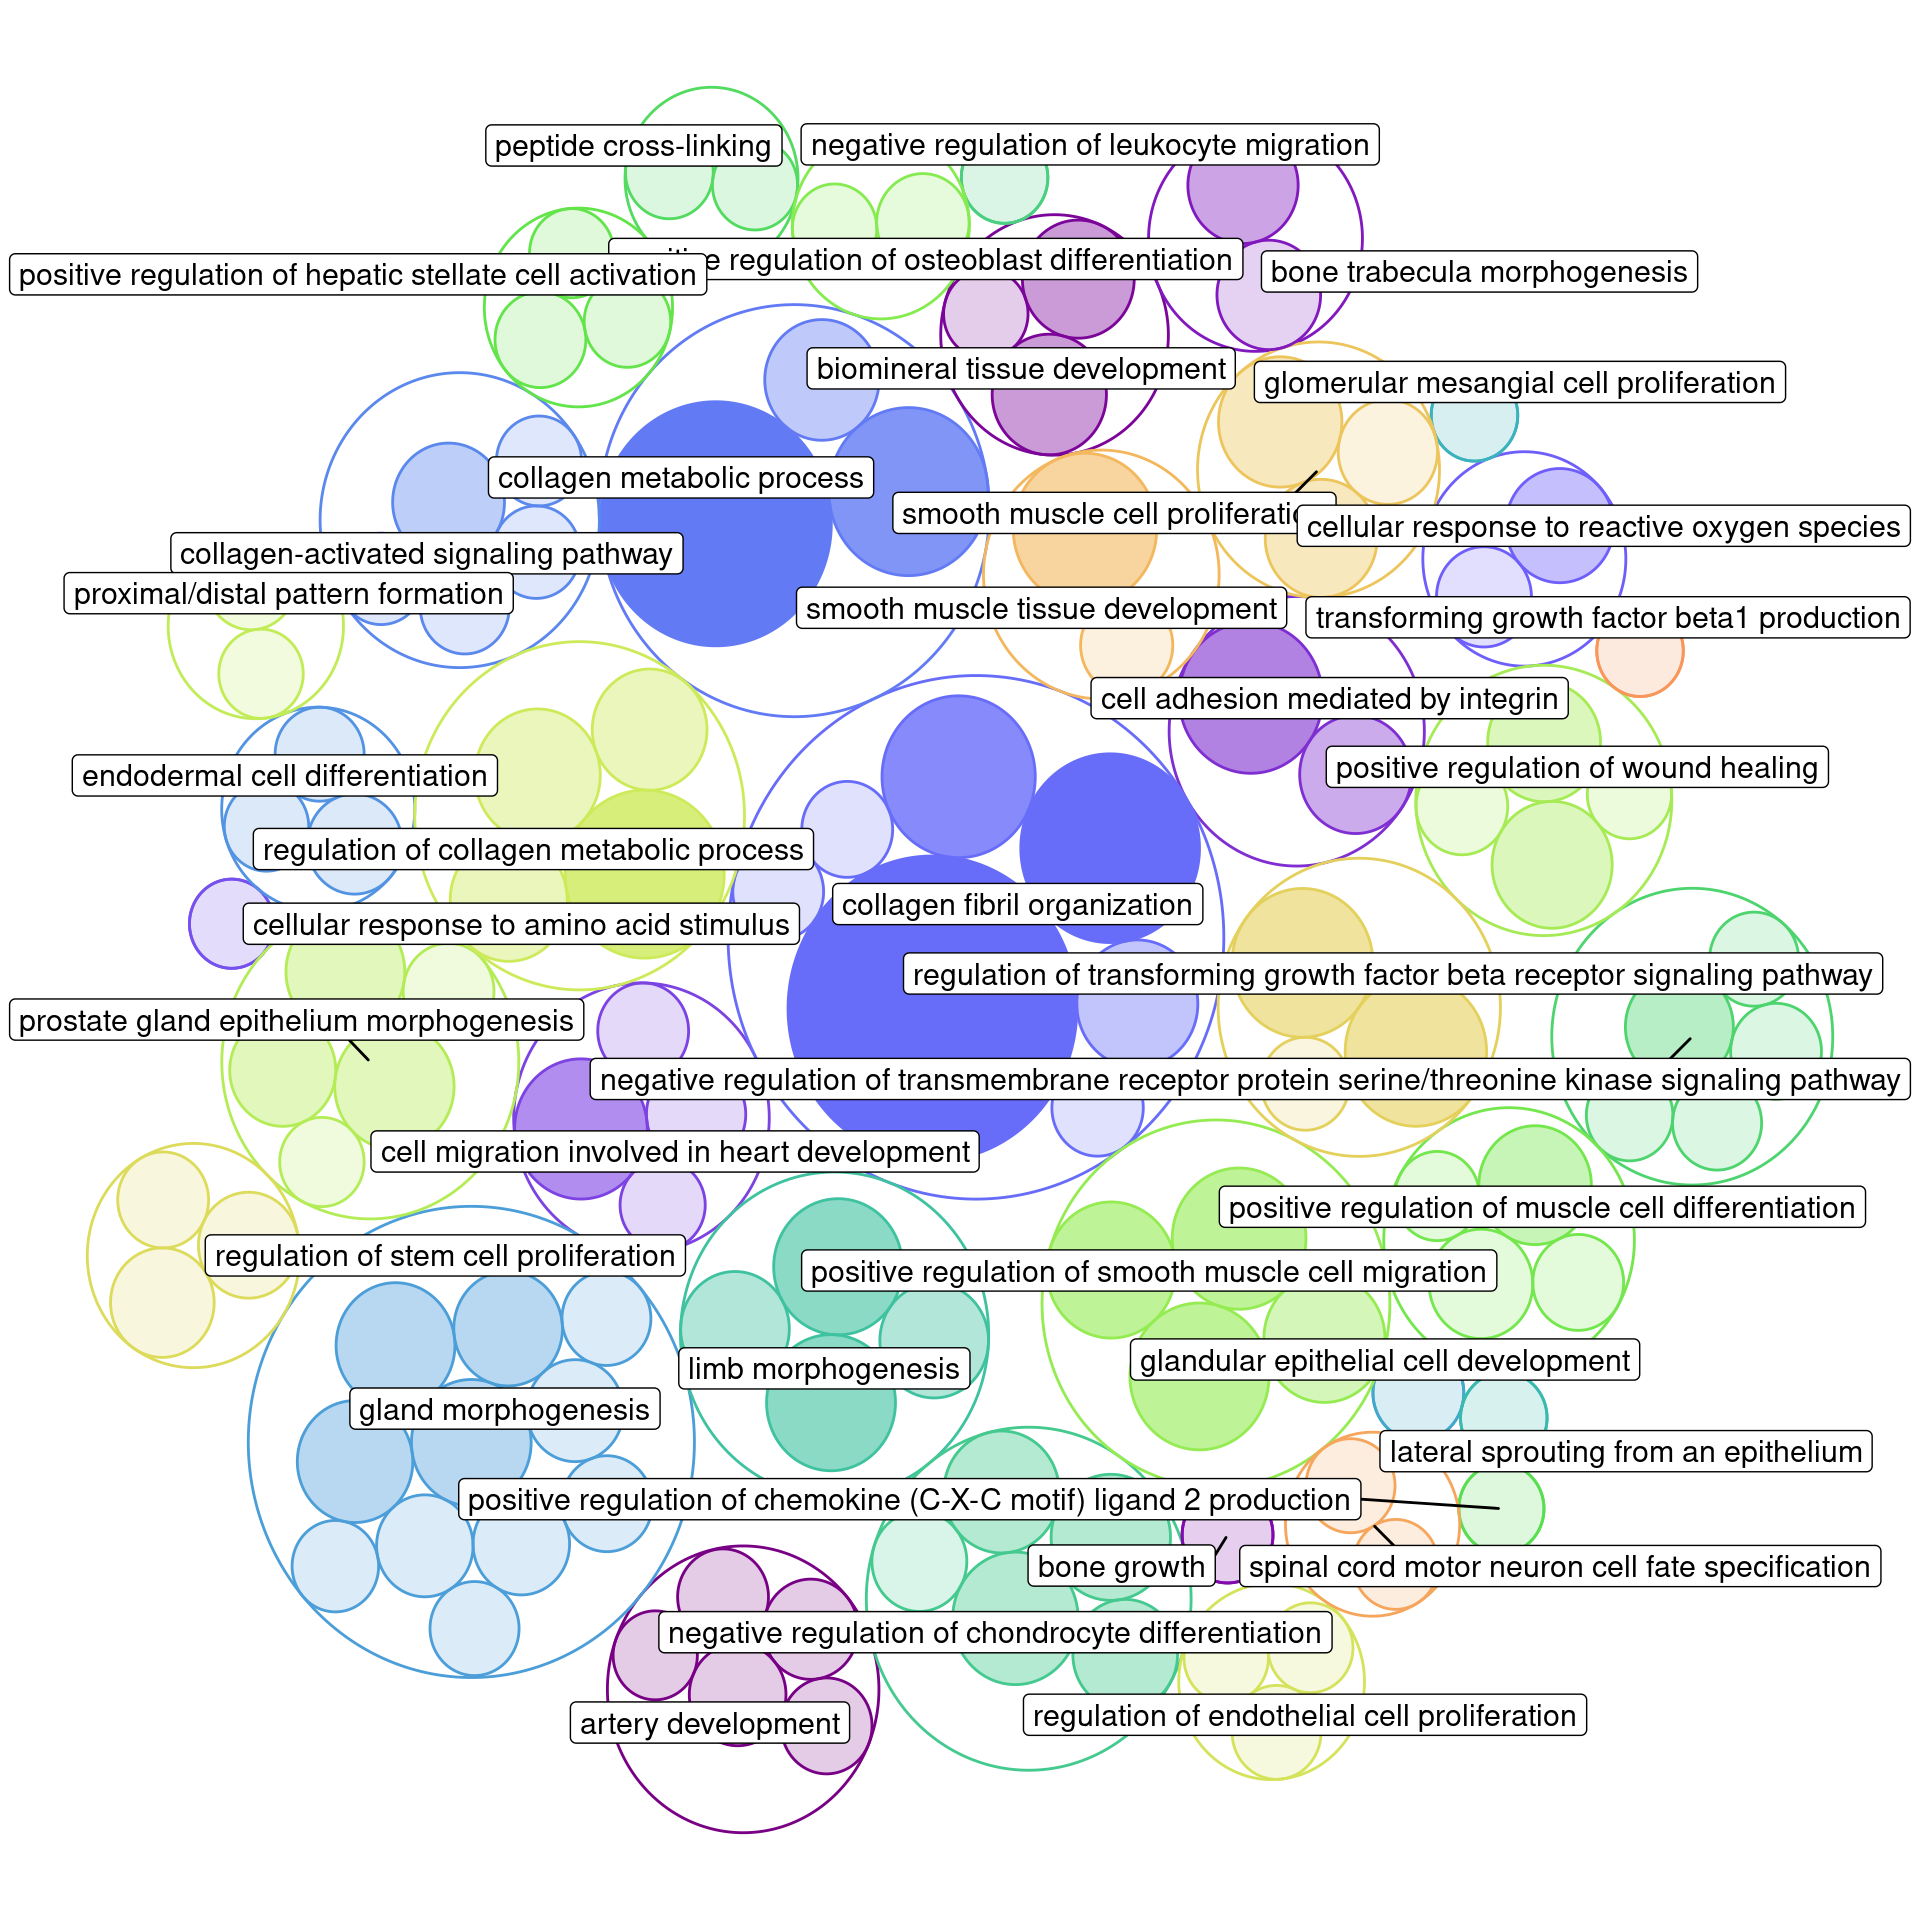 peptide cross-linking
negative regulation of leukocyte migration
regulation of osteoblast differentiation
positive regulation of hepatic stellate cell activation
bone trabecula morphogenesis
biomineral tissue development
glomerular mesangial cell proliferation
collagen metabolic process
smooth muscle cell
cellular response to reactive oxygen species
collagen-activated signaling pathway
proximal/distal pattern formation
smooth muscle tissue development
transforming growth factor beta1 production
cell adhesion mediated by integrin
endodermal cell differentiation
positive regulation of wound healing
regulation of collagen metabolic process
collagen fibril organization
cellular response to amino acid stimulus
regulation of transforming growth factor beta receptor signaling pathway
prostate gland epithelium morphogenesis
negative regulation of transmembrane receptor protein serine/threonine kinase signaling pathway
cell migration involved in heart development
positive regulation of muscle cell differentiation
regulation of stem cell proliferation
positive regulation of smooth muscle cell migration
limb morphogenesis
glandular epithelial cell development
gland morphogenesis
lateral sprouting from an epithelium
positive regulation of chemokine (C-X-C motif) ligand 2 production
bone growth
spinal cord motor neuron cell fate specification
negative regulation of chondrocyte differentiation
regulation of endothelial cell proliferation
artery development